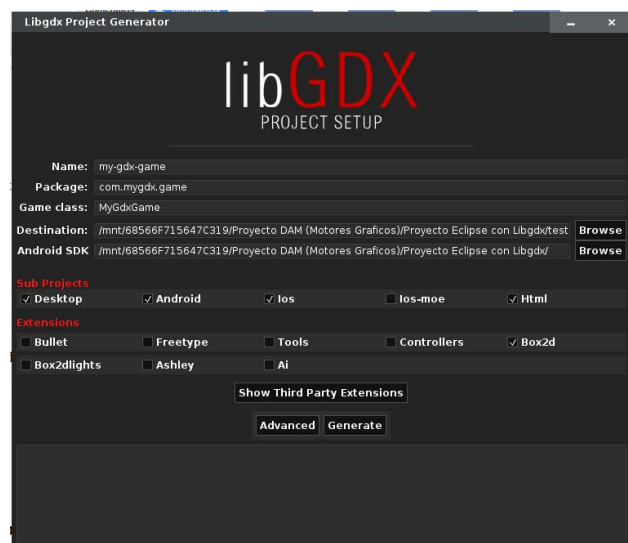 Libgdx Project Generator
libGDX
PROJECT SETUP
Name: my-gdx-game
Package: com.mygdx.game
Game class: MyGdxGame
Destination: /mnt/68566F715647C319/Proyecto DAM (Motores Graficos)/Proyecto Eclipse con Libgdx/test Browse
Android SDK /mnt/68566F715647C319/Proyecto DAM (Motores Graficos)/Proyecto Eclipse con Libgdx/ Browse
Sub Projects
Desktop Android Ios Ios-moe Html
Extensions
Bullet Freetype Tools Controllers Box2d
Box2dlights Ashley Ai
Show Third Party Extensions
Advanced Generate